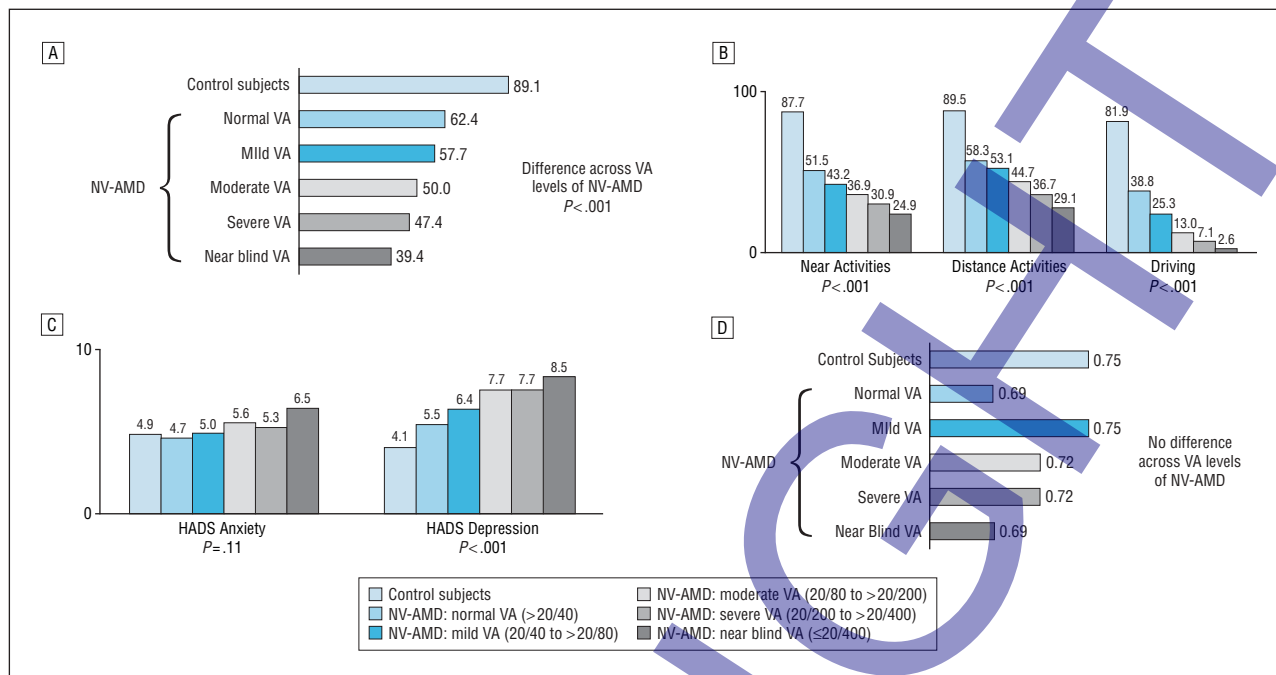 A
Control subjects
89.1
Normal VA
62.4
MIld VA
57.7
Moderate VA
50.0
Severe VA
47.4
Near blind VA
39.4
NV-AMD
Difference across VA
levels of NV-AMD
P<.001
B
100
0
87.7
51.5
43.2
36.9
30.9
24.9
Near Activities
P<.001
89.5
58.3
53.1
44.7
36.7
29.1
Distance Activities
P<.001
81.9
38.8
25.3
13.0
7.1
2.6
Driving
P<.001
C
10
0
4.9
4.7
5.0
5.6
5.3
6.5
HADS Anxiety
P=.11
4.1
5.5
6.4
7.7
7.7
8.5
HADS Depression
P<.001
D
Control Subjects
0.75
Normal VA
0.69
MIld VA
0.75
Moderate VA
0.72
Severe VA
0.72
Near Blind VA
0.69
NV-AMD
No difference
across VA levels
of NV-AMD
Control subjects
NV-AMD: normal VA (>20/40)
NV-AMD: mild VA (20/40 to >20/80)
NV-AMD: moderate VA (20/80 to >20/200)
NV-AMD: severe VA (20/200 to >20/400)
NV-AMD: near blind VA (≤20/400)
GHT